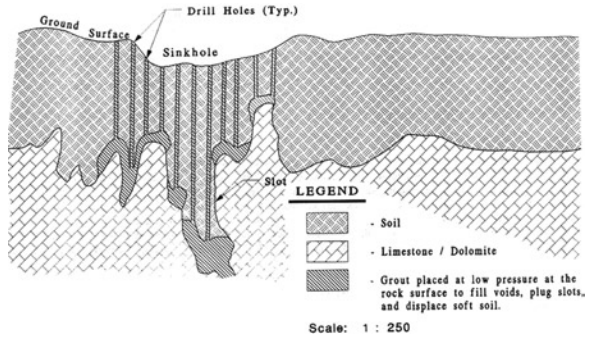 Drill Holes (Typ.)
Ground Surface
Sinkhole
Slot
LEGEND
- Soil
- Limestone / Dolomite
- Grout placed at low pressure at the
rock surface to fill voids, plug slots,
and displace soft soil.
Scale: 1 : 250